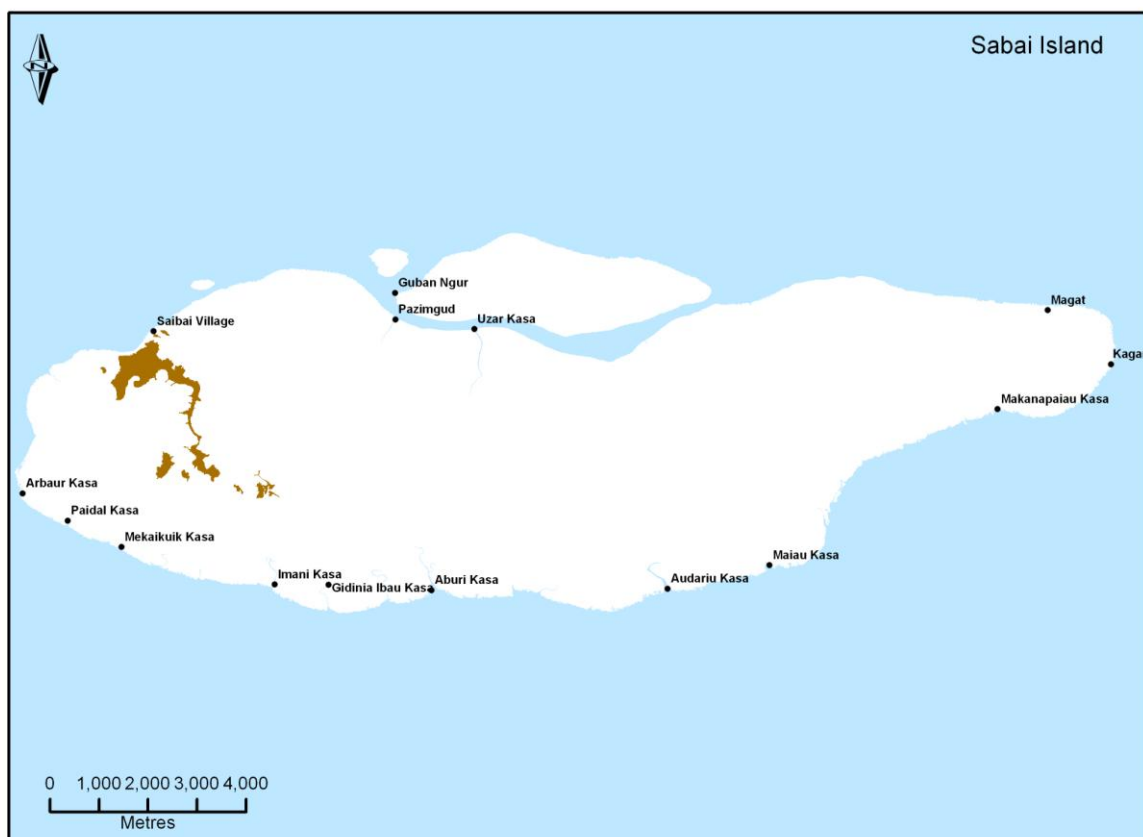 Sabai Island
N
Guban Ngur
Magat
Pazimgud
Uzar Kasa
Saibai Village
Kagar
Makanapaiau Kasa
Arbaur Kasa
Paidal Kasa
Mekaikuik Kasa
Maiau Kasa
Imani Kasa
Gidinia Ibau Kasa
Aburi Kasa
Audariu Kasa
0 1,000 2,000 3,000 4,000
Metres